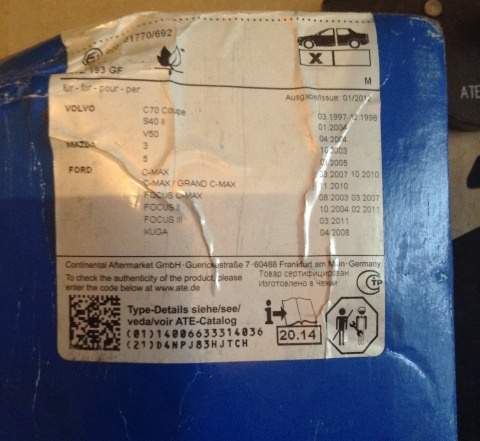 J1770/692
193 GF
X
M
für - for - pour - per:
Ausgabe/issue: 01/2012
VOLVO C70 Coupe 03.1997 12.1998
S40 II 01.2004
V50 04.2004
MAZDA 3 10.2003
5 .2005
FORD C-MAX .2007 10.2010
C-MAX / GRAND C-MAX .2010
FOCUS C-MAX 08.2003 03.2007
FOCUS II 10.2004 02.2011
FOCUS III 03.2011
KUGA 04.2008
Continental Aftermarket GmbH · Guerickestraße 7 · 60488 Frankfurt am Main · Germany
To check the authenticity of the product, please
enter the code below at www.ate.de
Товар сертифицирован
Изготовлено в чехии
Type-Details siehe/see/
veda/voir ATE-Catalog
(01)14006633314036
(21)D4NPJ83HJTCH
20.14
ATE